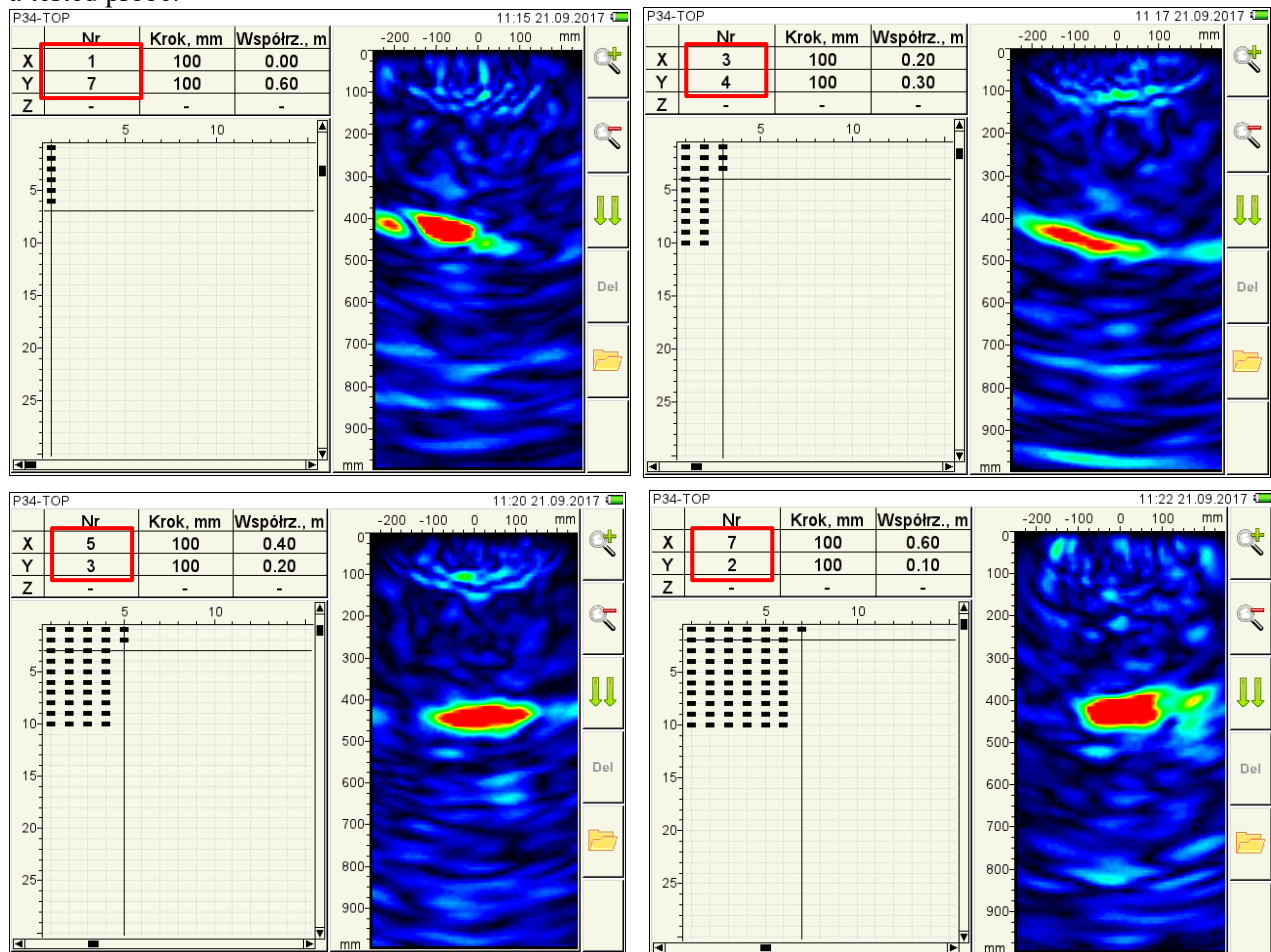 a tested probe.
P34-TOP 11:15 21.09.2017
Nr Krok, mm Współrz., m
X 1 100 0.00
Y 7 100 0.60
Z - - -
5 10
5
10
15
20
25
-200 -100 0 100 mm
0
100
200
300
400
500
600
700
800
900
mm
Del
P34-TOP 11 17 21.09.2017
Nr Krok, mm Współrz., m
X 3 100 0.20
Y 4 100 0.30
Z - - -
5 10
5
10
15
20
25
-200 -100 0 100 mm
0
100
200
300
400
500
600
700
800
900
mm
Del
P34-TOP 11:20 21.09.2017
Nr Krok, mm Współrz., m
X 5 100 0.40
Y 3 100 0.20
Z - - -
5 10
5
10
15
20
25
-200 -100 0 100 mm
0
100
200
300
400
500
600
700
800
900
mm
Del
P34-TOP 11:22 21.09.2017
Nr Krok, mm Współrz., m
X 7 100 0.60
Y 2 100 0.10
Z - - -
5 10
5
10
15
20
25
-200 -100 0 100 mm
0
100
200
300
400
500
600
700
800
900
mm
Del